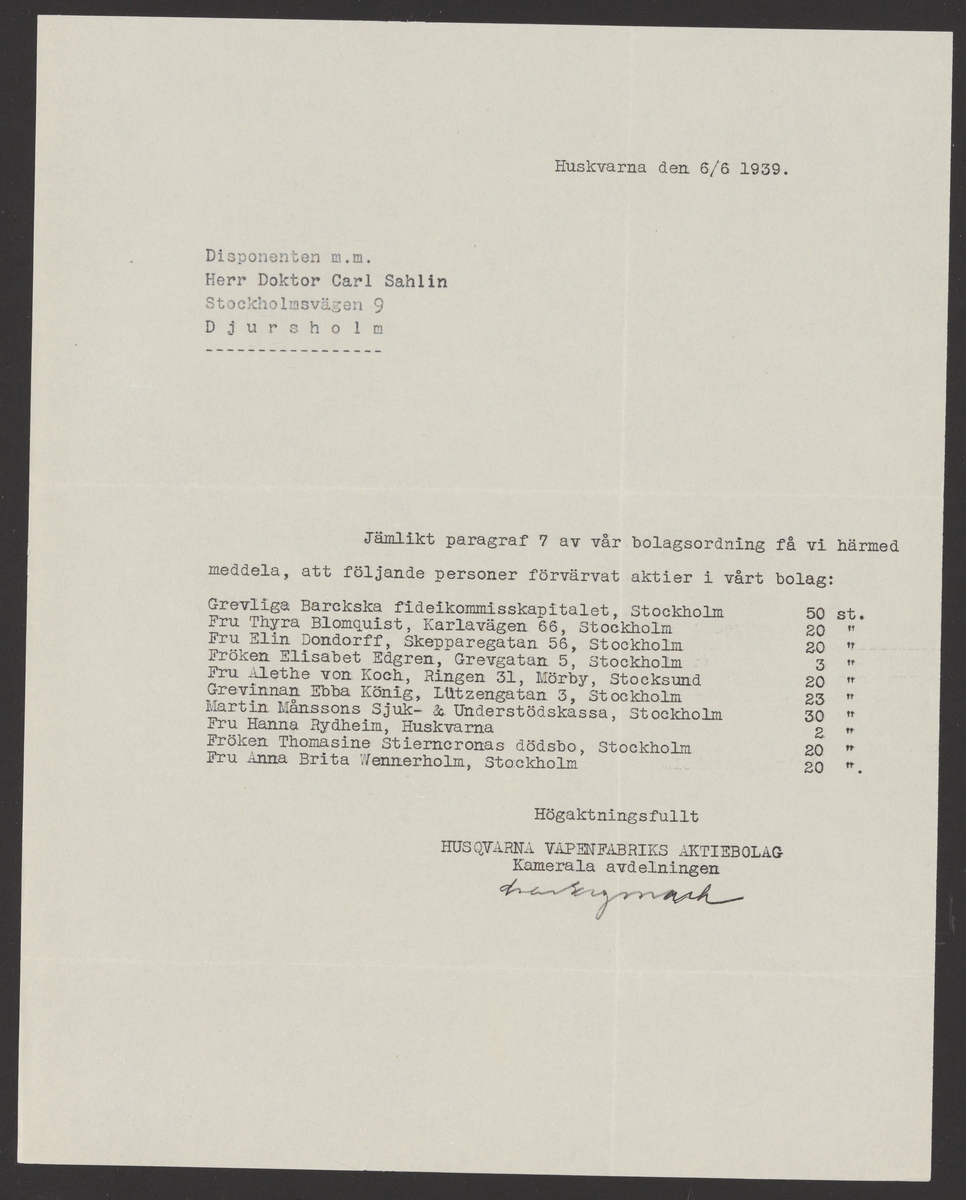 Huskvarna den 6/6 1939.
Disponenten m.m.
Herr Doktor Carl Sahlin
Stockholmsvägen 9
D j u r s h o l m
-----------------
Jämlikt paragraf 7 av vår bolagsordning få vi härmed
meddela, att följande personer förvärvat aktier i vårt bolag:
Grevliga Barckska fideikommisskapitalet, Stockholm 50 st.
Fru Thyra Blomquist, Karlavägen 66, Stockholm 20 "
Fru Elin Dondorff, Skepparegatan 56, Stockholm 20 "
Fröken Elisabet Edgren, Grevgatan 5, Stockholm 3 "
Fru Alethe von Koch, Ringen 31, Mörby, Stocksund 20 "
Grevinnan Ebba König, Lützengatan 3, Stockholm 23 "
Martin Månssons Sjuk- & Understödskassa, Stockholm 30 "
Fru Hanna Rydheim, Huskvarna 2 "
Fröken Thomasine Stierncronas dödsbo, Stockholm 20 "
Fru Anna Brita Wennerholm, Stockholm 20 ".
Högaktningsfullt
HUSQVARNA VAPENFABRIKS AKTIEBOLAG
Kamerala avdelningen